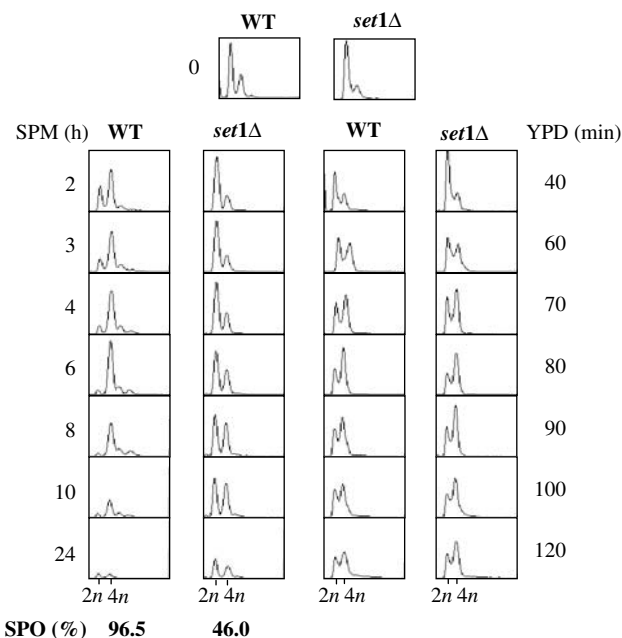 WT set1Δ
0
SPM (h) WT set1Δ WT set1Δ YPD (min)
2 40
3 60
4 70
6 80
8 90
10 100
24 120
2n 4n 2n 4n 2n 4n 2n 4n
SPO (%) 96.5 46.0